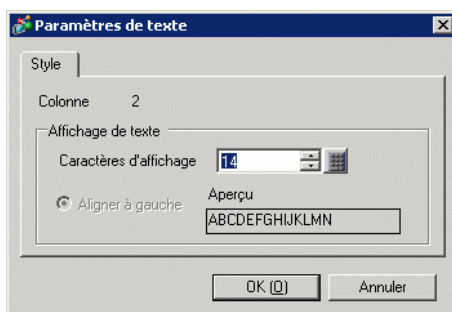 Paramètres de texte
Style
Colonne 2
Affichage de texte
Caractères d'affichage 14
Aligner à gauche
Aperçu
ABCDEFGHIJKLMN
OK (O) Annuler